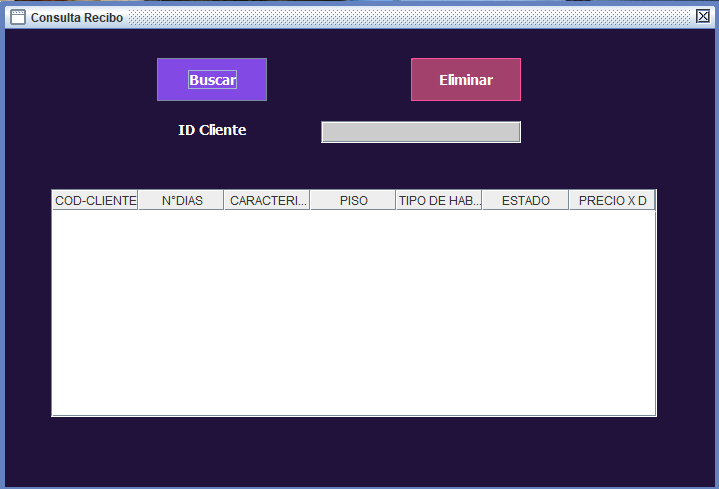 Consulta Recibo
Buscar Eliminar
ID Cliente
COD-CLIENTE N°DIAS CARACTERI... PISO TIPO DE HAB... ESTADO PRECIO X D